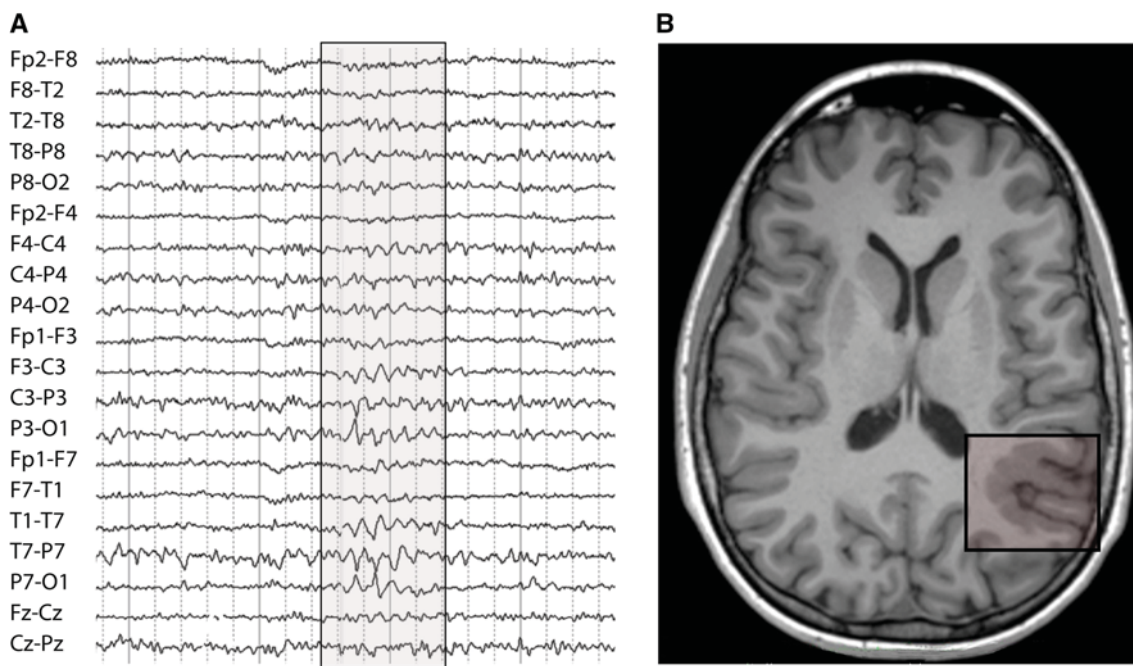 A
B
Fp2-F8
F8-T2
T2-T8
T8-P8
P8-O2
Fp2-F4
F4-C4
C4-P4
P4-O2
Fp1-F3
F3-C3
C3-P3
P3-O1
Fp1-F7
F7-T1
T1-T7
T7-P7
P7-O1
Fz-Cz
Cz-Pz